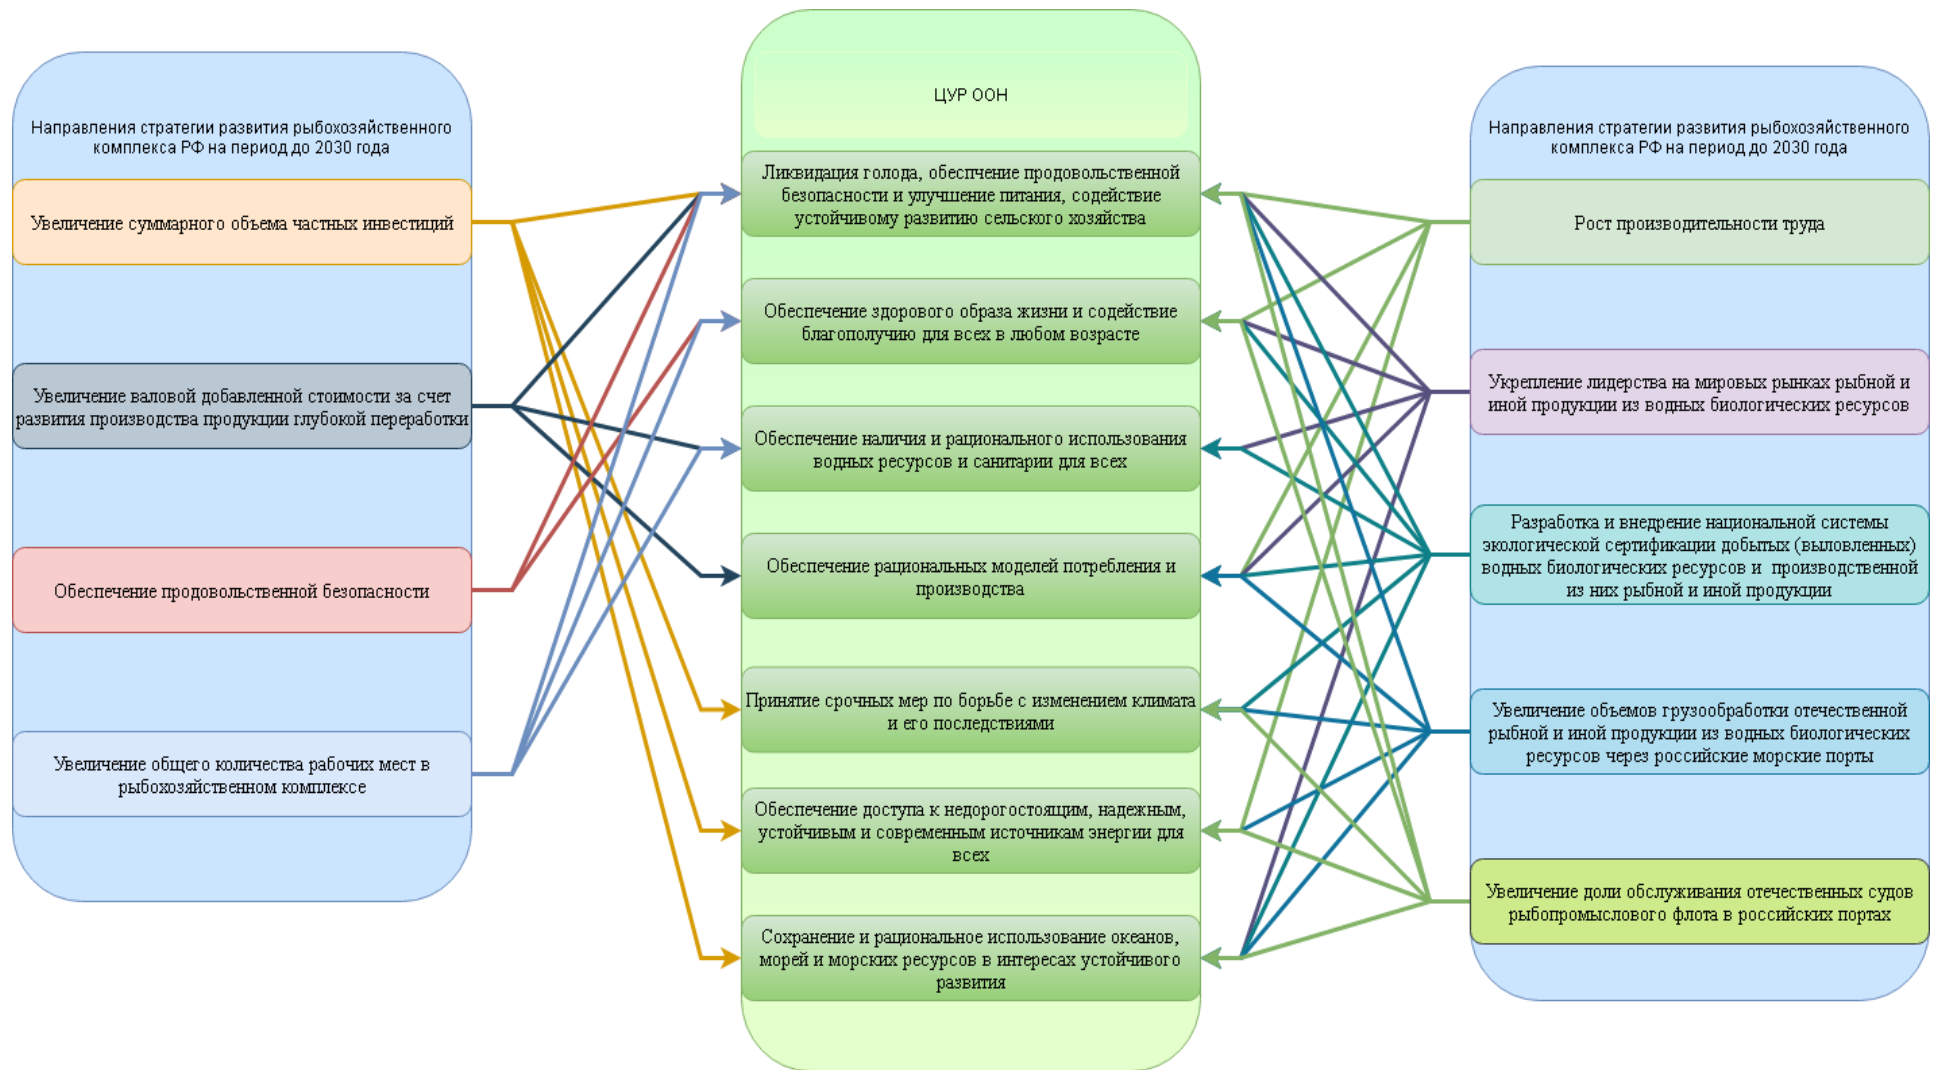 Направления стратегии развития рыбохозяйственного
комплекса РФ на период до 2030 года
Увеличение суммарного объема частных инвестиций
Увеличение валовой добавленной стоимости за счет
развития производства продукции глубокой переработки
Обеспечение продовольственной безопасности
Увеличение общего количества рабочих мест в
рыбохозяйственном комплексе
ЦУР ООН
Ликвидация голода, обеспчение продовольственной
безопасности и улучшение питания, содействие
устойчивому развитию сельского хозяйства
Обеспечение здорового образа жизни и содействие
благополучию для всех в любом возрасте
Обеспечение наличия и рационального использования
водных ресурсов и санитарии для всех
Обеспечение рациональных моделей потребления и
производства
Принятие срочных мер по борьбе с изменением климата
и его последствиями
Обеспечение доступа к недорогостоящим, надежным,
устойчивым и современным источникам энергии для
всех
Сохранение и рациональное использование океанов,
морей и морских ресурсов в интересах устойчивого
развития
Направления стратегии развития рыбохозяйственного
комплекса РФ на период до 2030 года
Рост производительности труда
Укрепление лидерства на мировых рынках рыбной и
иной продукции из водных биологических ресурсов
Разработка и внедрение национальной системы
экологической сертификации добытых (выловленных)
водных биологических ресурсов и производственной
из них рыбной и иной продукции
Увеличение объемов грузообработки отечественной
рыбной и иной продукции из водных биологических
ресурсов через российские морские порты
Увеличение доли обслуживания отечественных судов
рыбопромыслового флота в российских портах